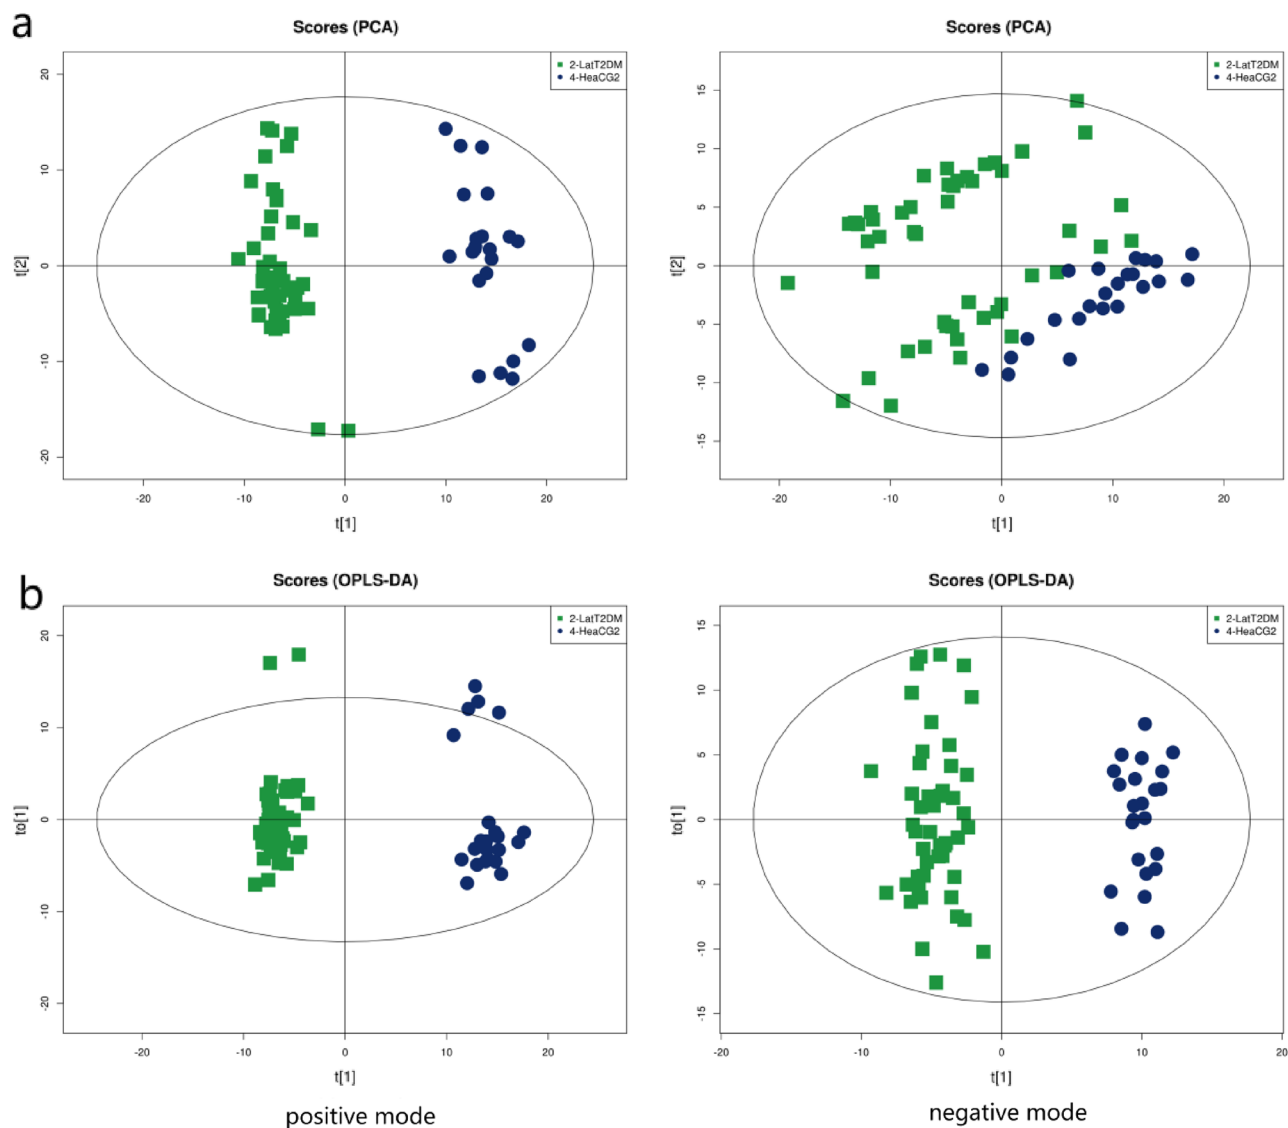 a
Scores (PCA)
2-LatT2DM
4-HeaCG2
20
10
0
-10
-20
t[2]
-20
-10
0
10
20
t[1]
Scores (PCA)
2-LatT2DM
4-HeaCG2
15
10
5
0
-5
-10
-15
t[2]
-20
-10
0
10
20
t[1]
b
Scores (OPLS-DA)
2-LatT2DM
4-HeaCG2
20
10
0
-10
-20
to[1]
-20
-10
0
10
20
t[1]
positive mode
Scores (OPLS-DA)
2-LatT2DM
4-HeaCG2
15
10
5
0
-5
-10
-15
to[1]
-20
-10
0
10
20
t[1]
negative mode